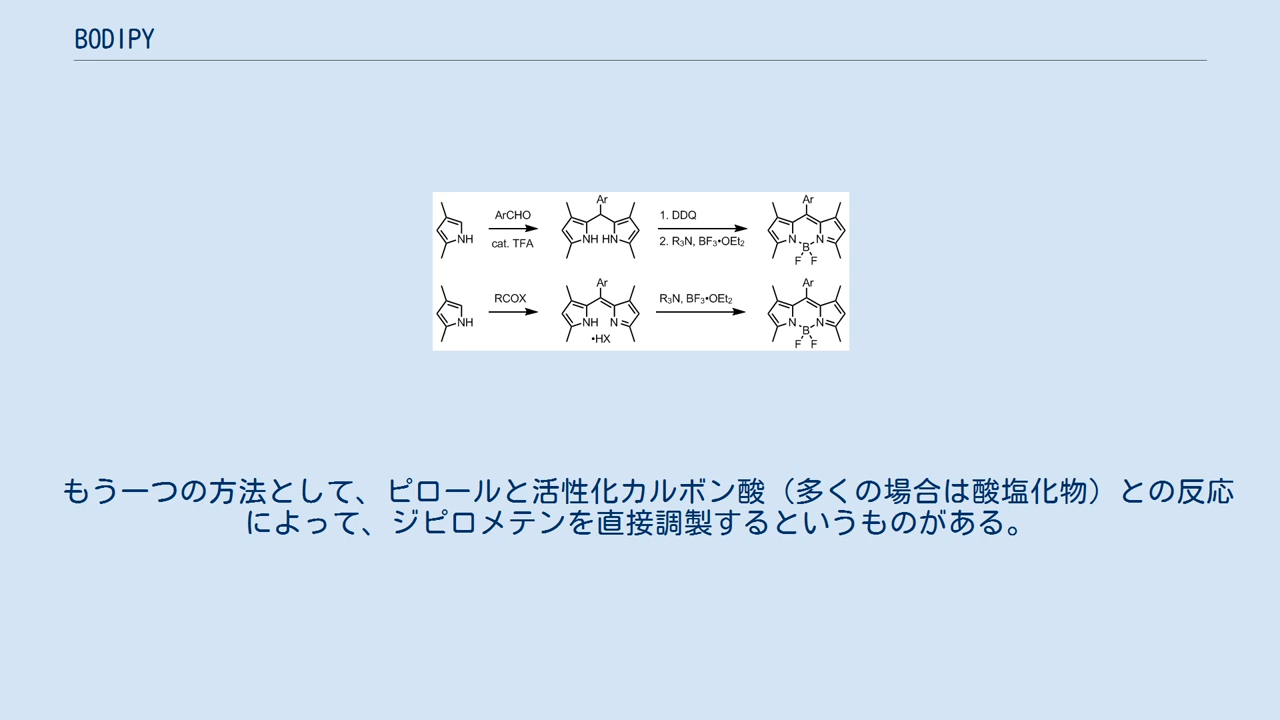 BODIPY
Ar Ar
ArCHO 1. DDQ
NH NH HN N N
cat. TFA 2. R₃N, BF₃•OEt₂ B
F F
Ar Ar
RCOX R₃N, BF₃•OEt₂
NH NH N N N
B
•HX F F
もう一つの方法として、ピロールと活性化カルボン酸（多くの場合は酸塩化物）との反応
によって、ジピロメテンを直接調製するというものがある。